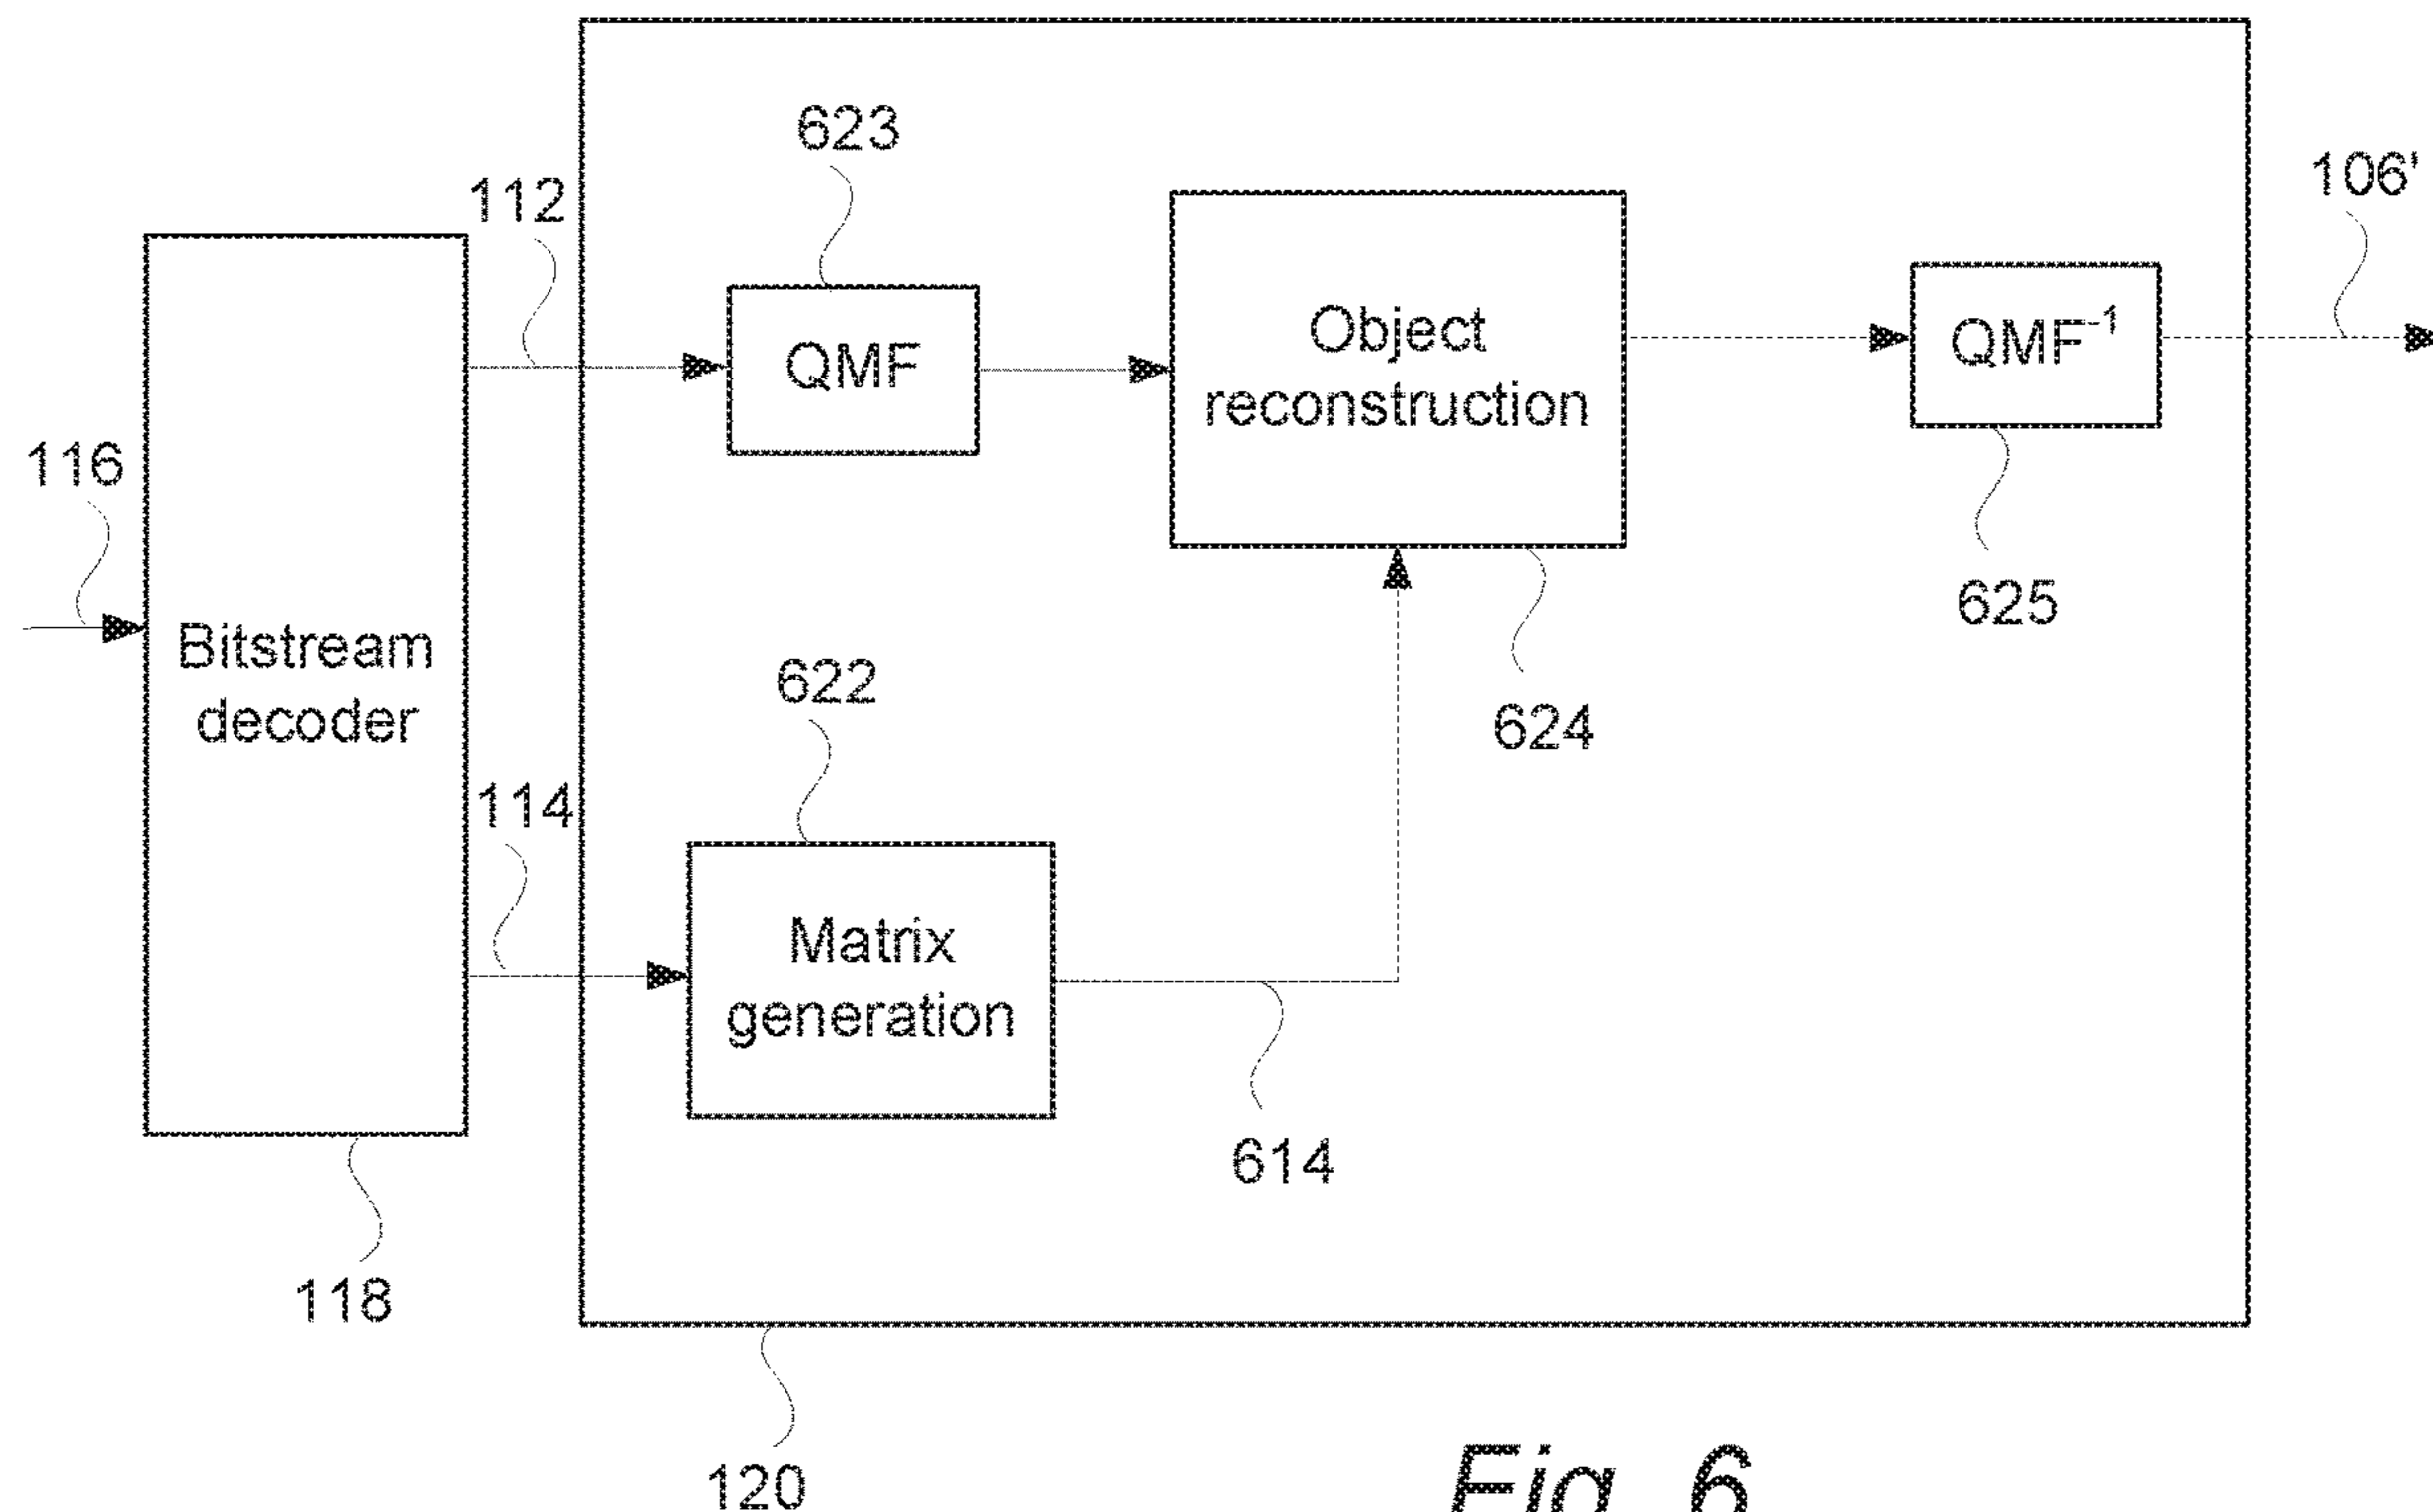 623
112
106'
QMF
Object
reconstruction
QMF⁻¹
116
625
Bitstream
decoder
622
624
114
Matrix
generation
614
118
120
Fig. 6